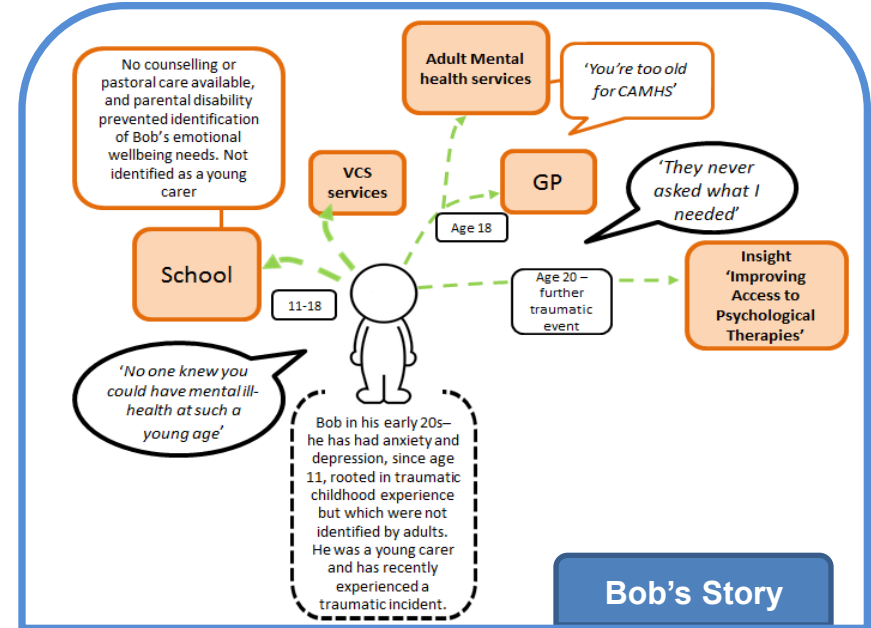 No counselling or
pastoral care available,
and parental disability
prevented identification
of Bob's emotional
wellbeing needs. Not
identified as a young
carer
Adult Mental
health services
'You're too old
for CAMHS'
VCS
services
GP
'They never
asked what I
needed'
Age 18
School
11-18
Age 20 –
further
traumatic
event
Insight
'Improving
Access to
Psychological
Therapies'
'No one knew you
could have mental ill-
health at such a
young age'
Bob in his early 20s–
he has had anxiety and
depression, since age
11, rooted in traumatic
childhood experience
but which were not
identified by adults.
He was a young carer
and has recently
experienced a
traumatic incident.
Bob's Story